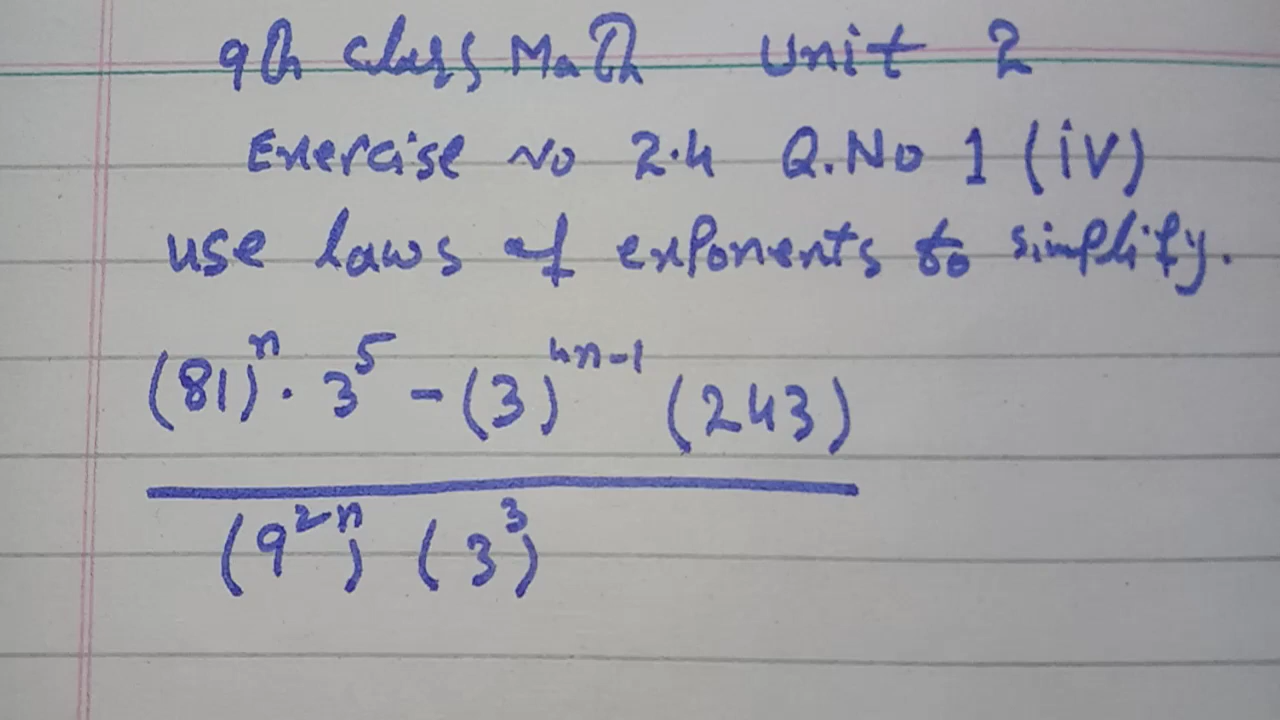 9th class Math Unit 2
Exercise No 2.4 Q.No 1 (iv)
use laws of exponents to simplify.
(81)^n . 3^5 - (3)^4n-1 (243)
(9^2n) (3^3)